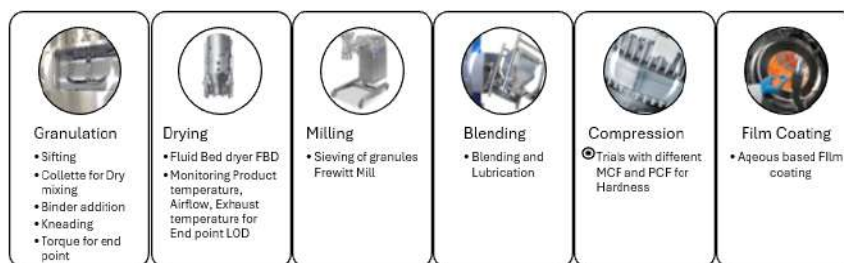 Granulation
• Sifting
• Collette for Dry
mixing
• Binder addition
• Kneading
• Torque for end
point
Drying
• Fluid Bed dryer FBD
• Monitoring Product
temperature,
Airflow, Exhaust
temperature for
End point LOD
Milling
• Sieving of granules
Frewitt Mill
Blending
• Blending and
Lubrication
Compression
Trials with different
MCF and PCF for
Hardness
Film Coating
• Aqeous based FIlm
coating